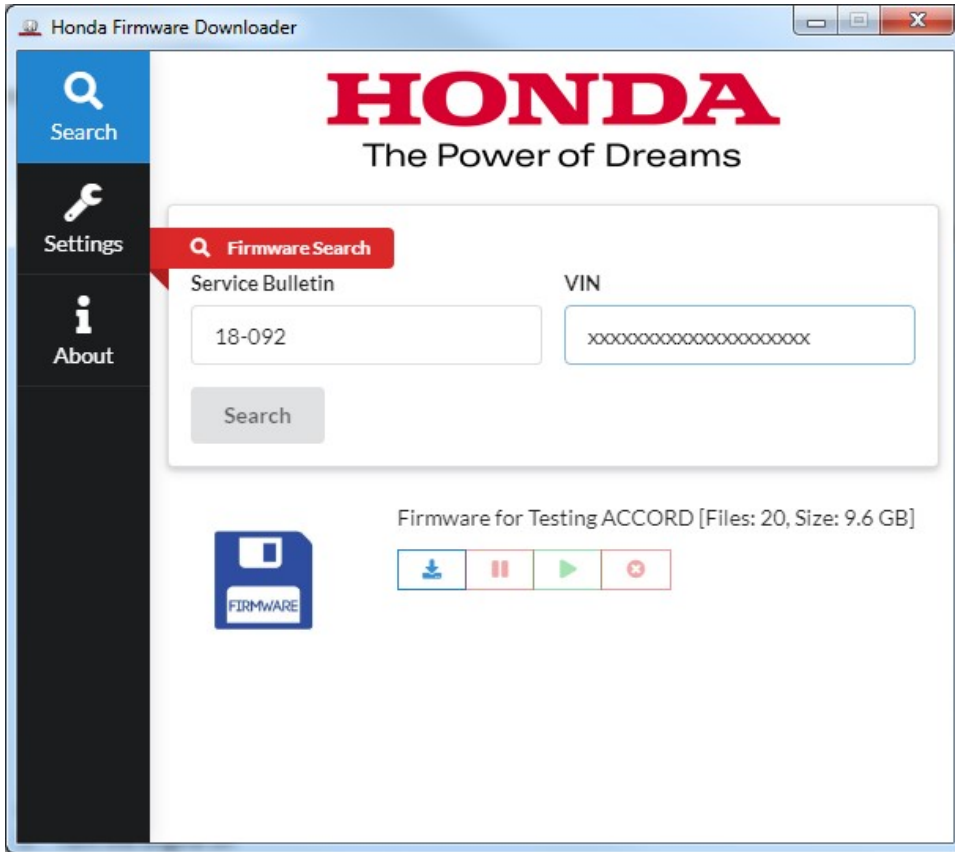 Honda Firmware Downloader
Search
Settings
About
HONDA
The Power of Dreams
Firmware Search
Service Bulletin
VIN
18-092
xxxxxxxxxxxxxxxxxxxxx
Search
Firmware for Testing ACCORD [Files: 20, Size: 9.6 GB]
FIRMWARE